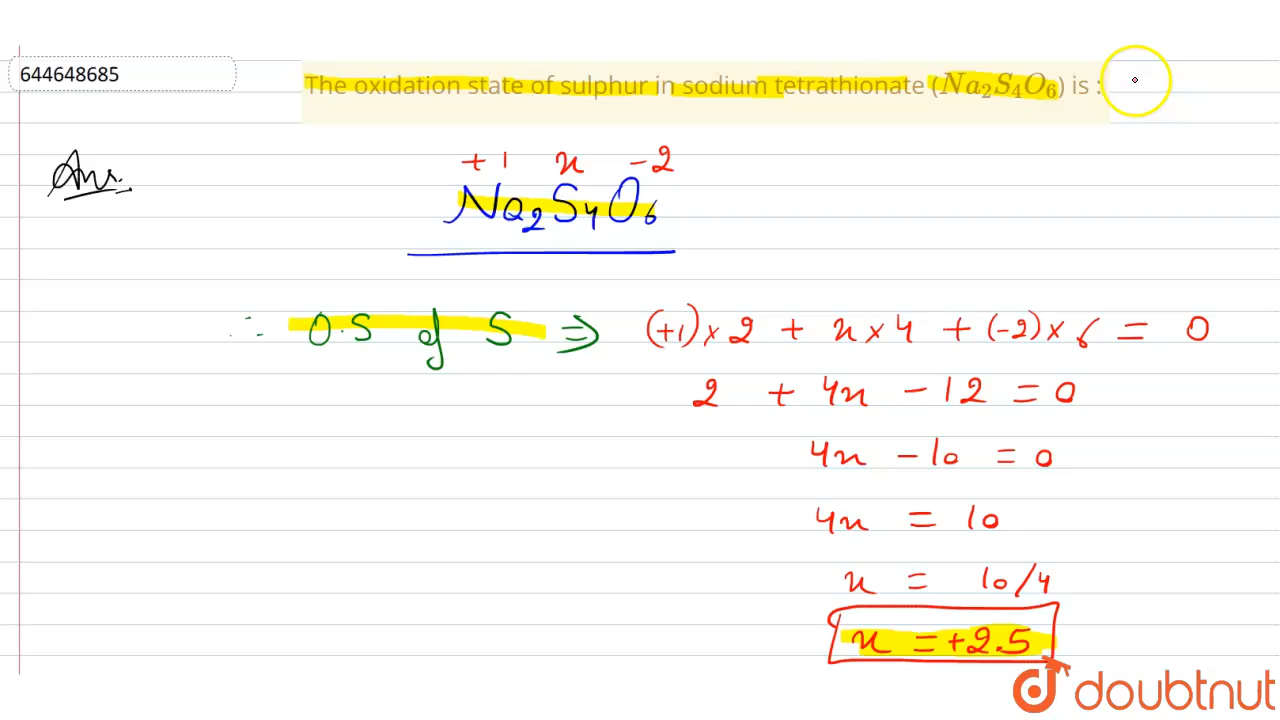 644648685
The oxidation state of sulphur in sodium tetrathionate (Na₂S₄O₆) is :
Ans.
+1 x -2
Na₂S₄O₆
∴ O.S of S ⇒ (+1)×2 + x×4 + (-2)×6 = 0
2 + 4x - 12 = 0
4x - 10 = 0
4x = 10
x = 10/4
x = +2.5
doubtnut